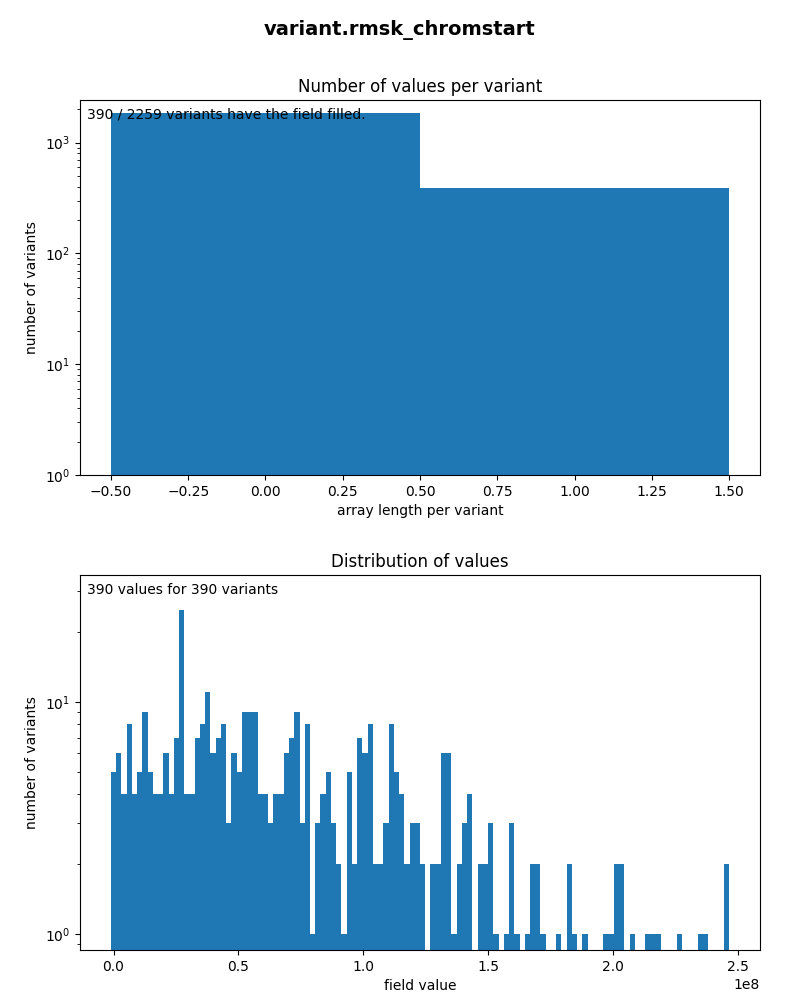 variant.rmsk_chromstart
Number of values per variant
390 / 2259 variants have the field filled.
number of variants
10³
10²
10¹
10⁰
−0.50 −0.25 0.00 0.25 0.50 0.75 1.00 1.25 1.50
array length per variant
Distribution of values
390 values for 390 variants
number of variants
10¹
10⁰
0.0 0.5 1.0 1.5 2.0 2.5
1e8
field value